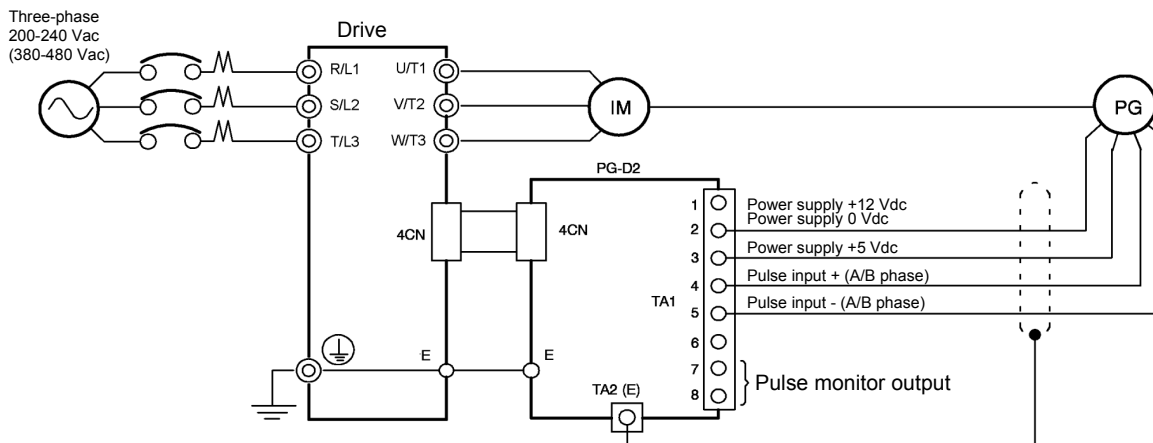 Three-phase
200-240 Vac
(380-480 Vac)
Drive
R/L1
U/T1
S/L2
V/T2
T/L3
W/T3
IM
PG
PG-D2
4CN
4CN
TA1
1
Power supply +12 Vdc
2
Power supply 0 Vdc
3
Power supply +5 Vdc
4
Pulse input + (A/B phase)
5
Pulse input - (A/B phase)
6
7
8
Pulse monitor output
E
E
TA2 (E)